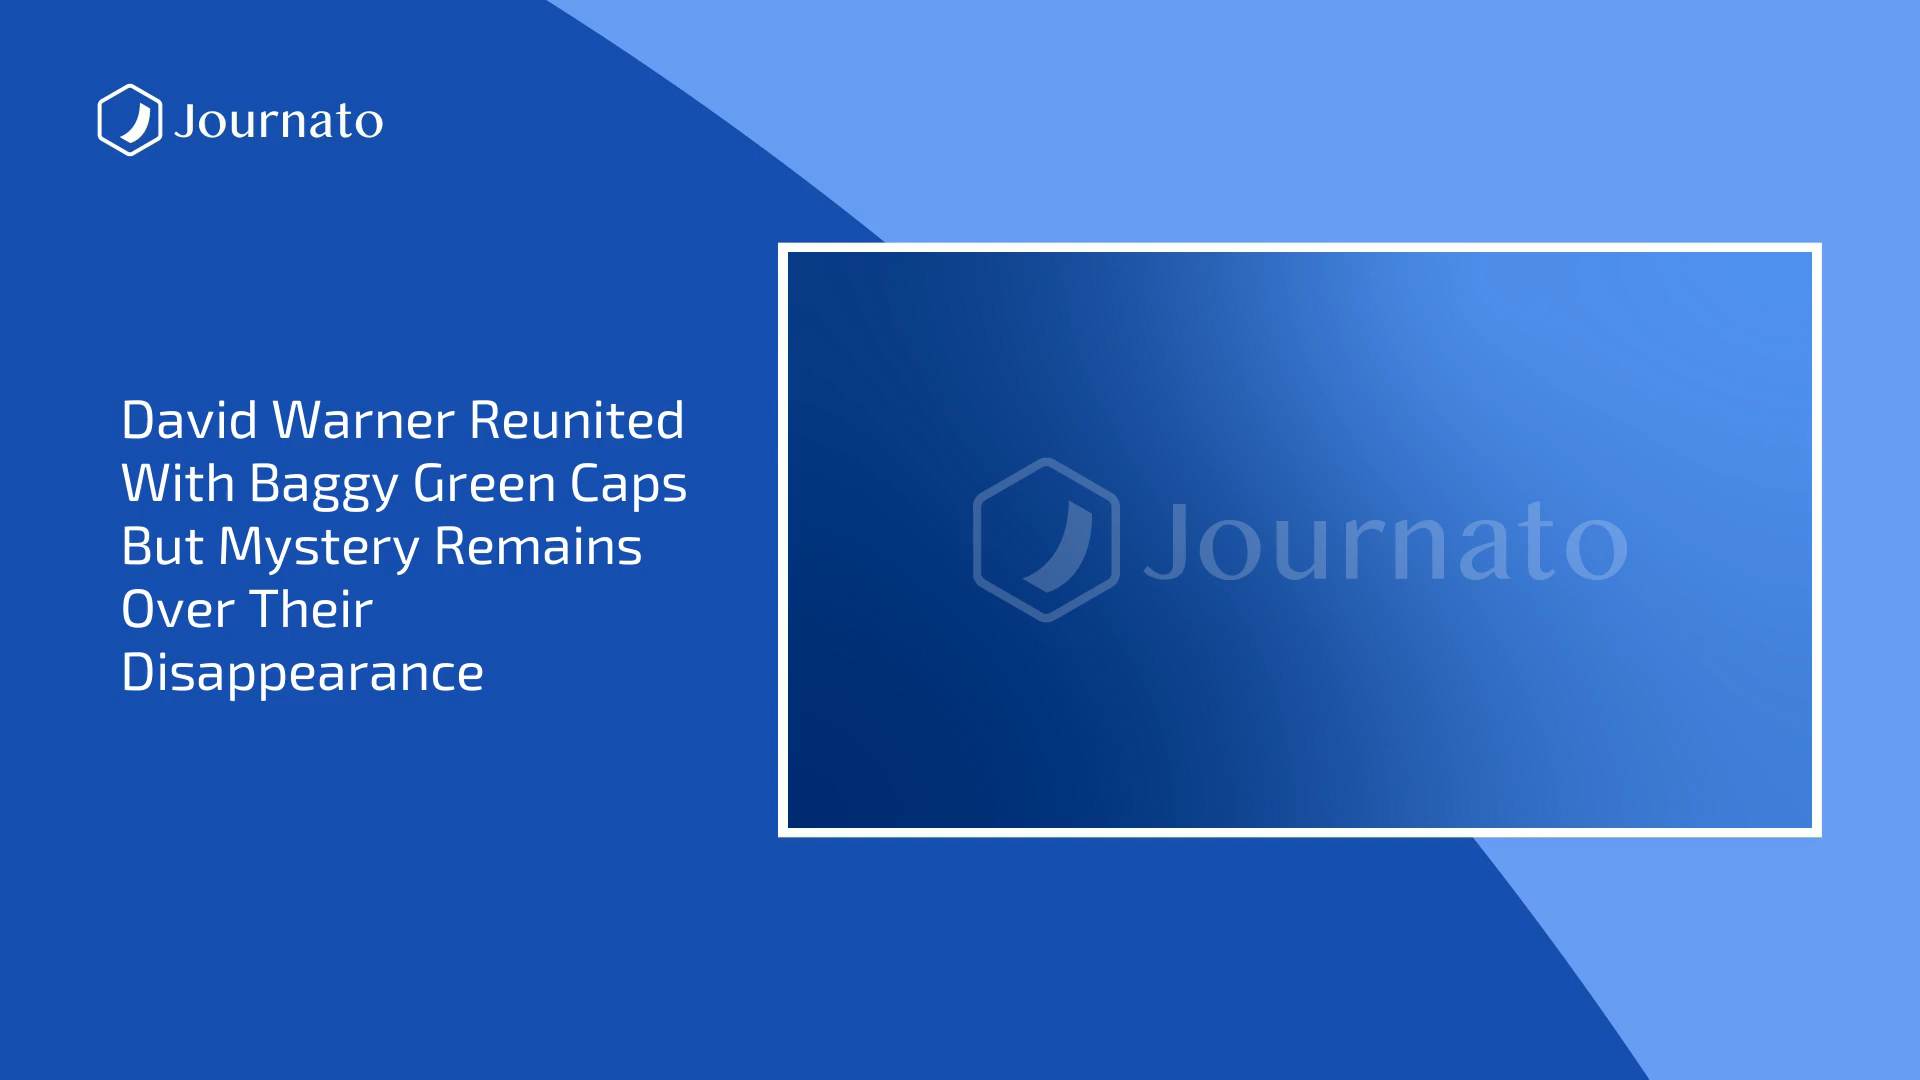 Journato
David Warner Reunited
With Baggy Green Caps
But Mystery Remains
Over Their
Disappearance
Journato